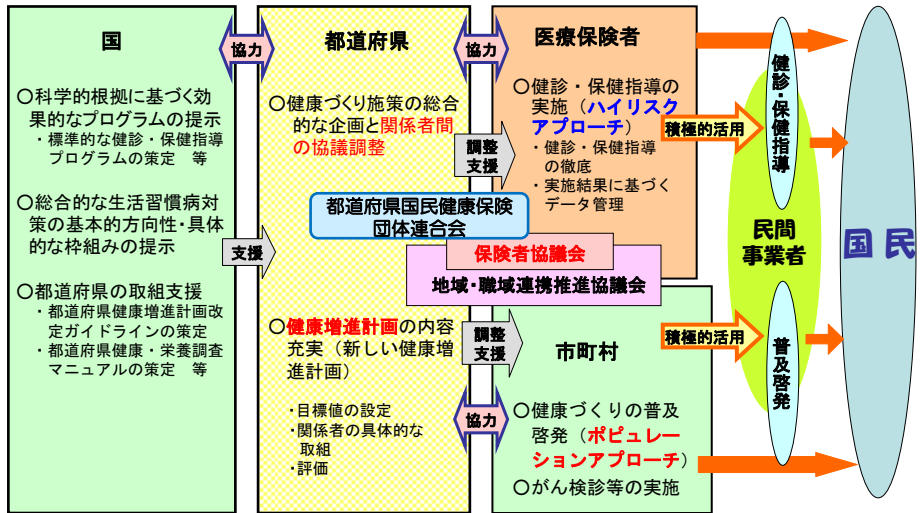 国
○科学的根拠に基づく効
果的なプログラムの提示
・標準的な健診・保健指導
プログラムの策定　等
○総合的な生活習慣病対
策の基本的方向性・具体
的な枠組みの提示
○都道府県の取組支援
・都道府県健康増進計画改
定ガイドラインの策定
・都道府県健康・栄養調査
マニュアルの策定　等
協力
支援
都道府県
○健康づくり施策の総合
的な企画と関係者間
の協議調整
都道府県国民健康保険
団体連合会
保険者協議会
地域・職域連携推進協議会
健康増進計画の内容
充実（新しい健康増
進計画）
・目標値の設定
・関係者の具体的な
取組
・評価
協力
調整
支援
調整
支援
協力
医療保険者
○健診・保健指導の
実施（ハイリスク
アプローチ）
・健診・保健指導
の徹底
・実施結果に基づく
データ管理
市町村
○健康づくりの普及
啓発（ポピュレー
ションアプローチ）
○がん検診等の実施
積極的活用
積極的活用
健診・保健指導
民間
事業者
普及啓発
国民